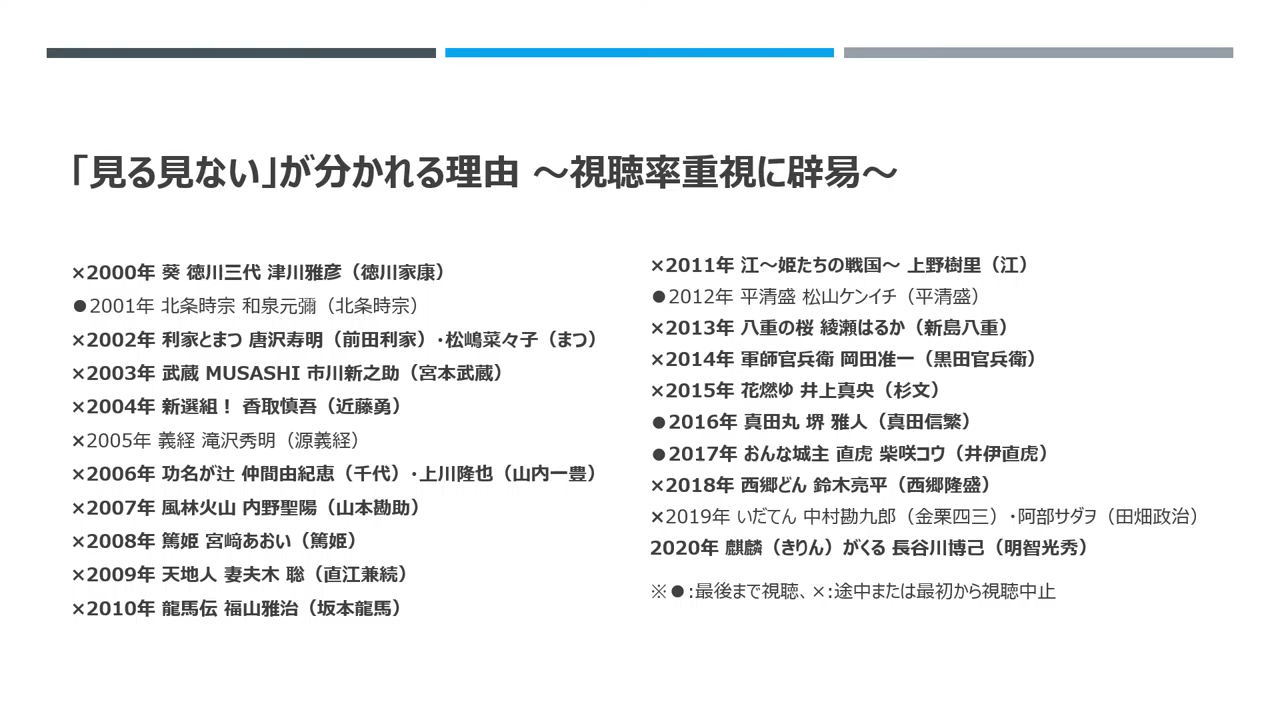 「見る見ない」が分かれる理由 ～視聴率重視に辟易～
×2000年 葵 徳川三代 津川雅彦（徳川家康）
●2001年 北条時宗 和泉元彌（北条時宗）
×2002年 利家とまつ 唐沢寿明（前田利家）・松嶋菜々子（まつ）
×2003年 武蔵 MUSASHI 市川新之助（宮本武蔵）
×2004年 新選組！ 香取慎吾（近藤勇）
×2005年 義経 滝沢秀明（源義経）
×2006年 功名が辻 仲間由紀恵（千代）・上川隆也（山内一豊）
×2007年 風林火山 内野聖陽（山本勘助）
×2008年 篤姫 宮﨑あおい（篤姫）
×2009年 天地人 妻夫木 聡（直江兼続）
×2010年 龍馬伝 福山雅治（坂本龍馬）
×2011年 江～姫たちの戦国～ 上野樹里（江）
●2012年 平清盛 松山ケンイチ（平清盛）
×2013年 八重の桜 綾瀬はるか（新島八重）
×2014年 軍師官兵衛 岡田准一（黒田官兵衛）
×2015年 花燃ゆ 井上真央（杉文）
●2016年 真田丸 堺 雅人（真田信繁）
●2017年 おんな城主 直虎 柴咲コウ（井伊直虎）
×2018年 西郷どん 鈴木亮平（西郷隆盛）
×2019年 いだてん 中村勘九郎（金栗四三）・阿部サダヲ（田畑政治）
2020年 麒麟（きりん）がくる 長谷川博己（明智光秀）
※●:最後まで視聴、×:途中または最初から視聴中止